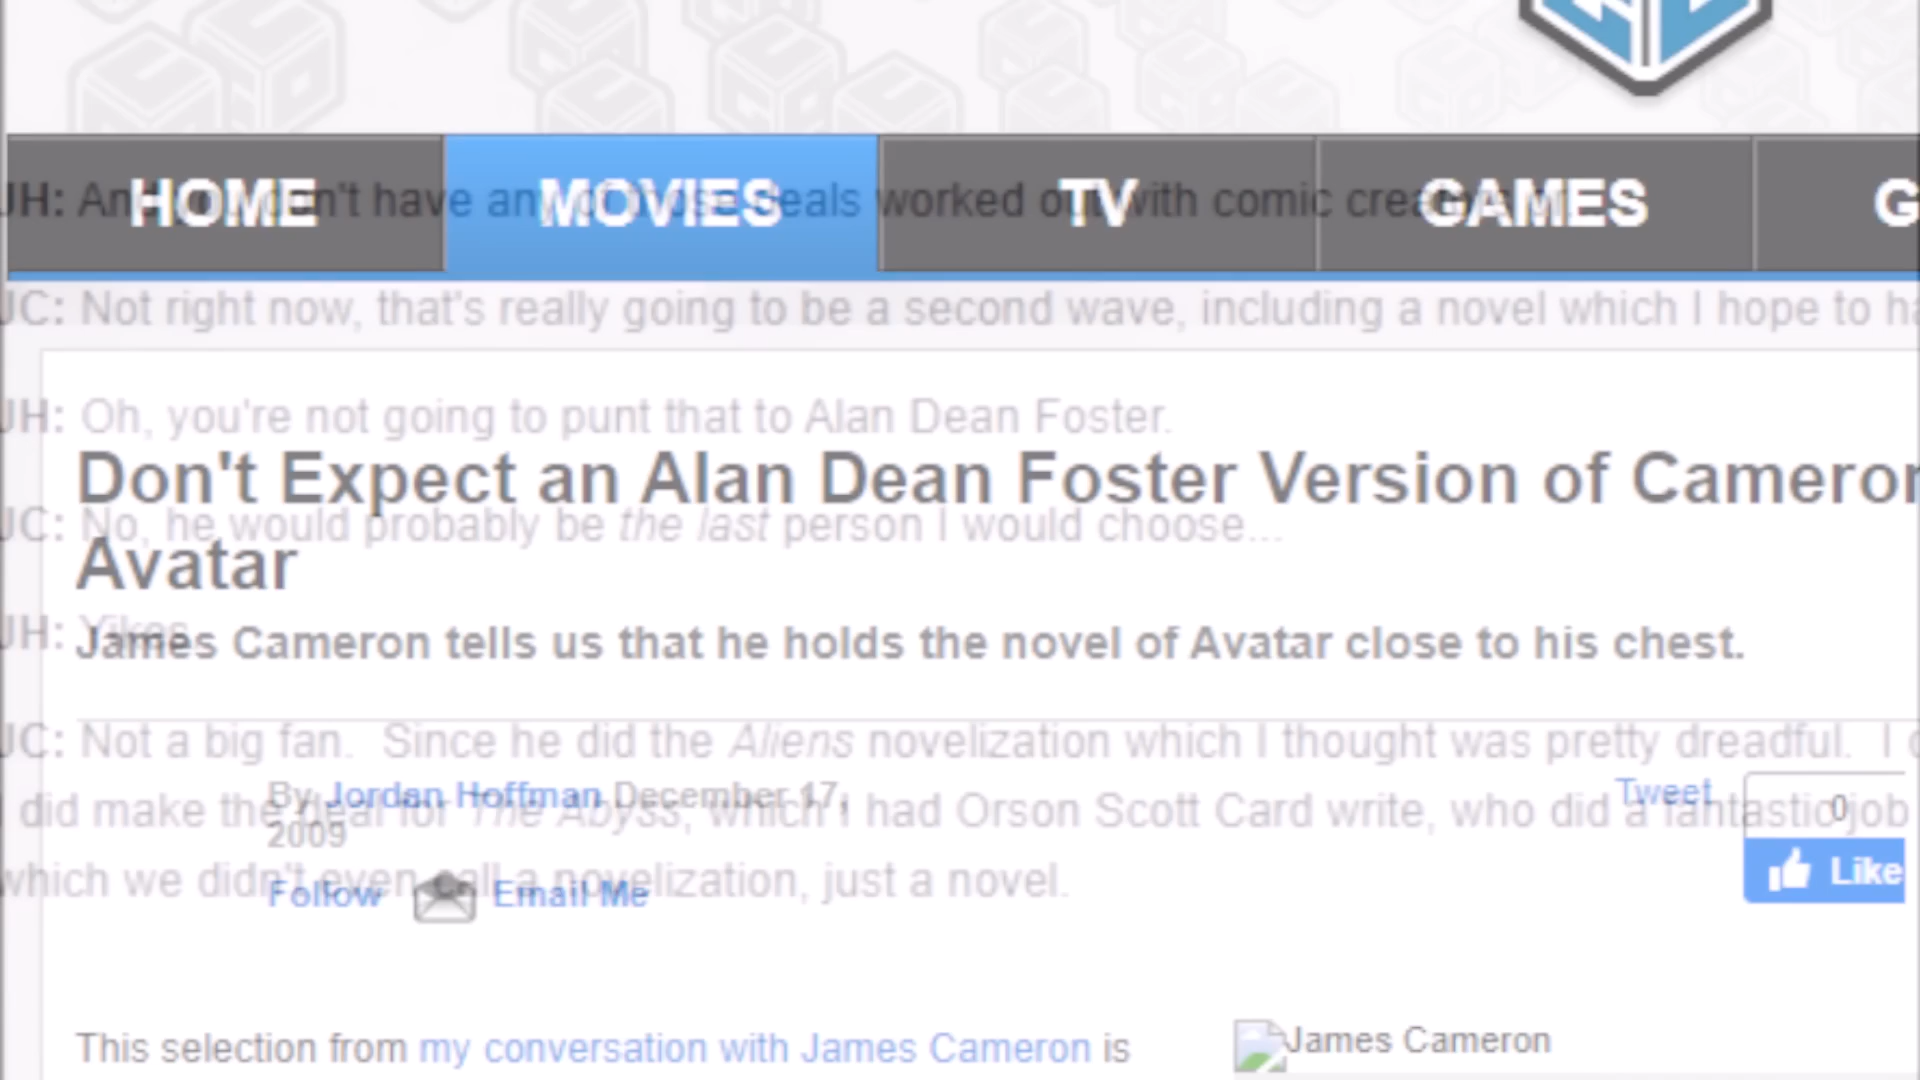 HOME MOVIES TV GAMES G
JH: And you don't have any of those deals worked out with comic
JC: Not right now, that's really going to be a second wave, including a novel which I hope to ha
JH: Oh, you're not going to punt that to Alan Dean Foster.
Don't Expect an Alan Dean Foster Version of Cameron
JC: No, he would probably be the last person I would choose...
Avatar
JH: Yikes.
James Cameron tells us that he holds the novel of Avatar close to his chest.
JC: Not a big fan. Since he did the Aliens novelization which I thought was pretty dreadful. I
By Jordan Hoffman December 17,
2009
Tweet
0
I did make the deal for The Abyss, which I had Orson Scott Card write, who did a fantastic job
which we didn't even call a novelization, just a novel.
Follow Email Me
Like
This selection from my conversation with James Cameron is
James Cameron